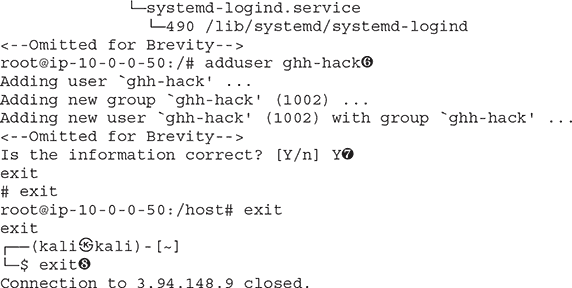 └─systemd-logind.service
└─490 /lib/systemd/systemd-logind
<--Omitted for Brevity-->
root@ip-10-0-0-50:/# adduser ghh-hack❻
Adding user `ghh-hack' ...
Adding new group `ghh-hack' (1002) ...
Adding new user `ghh-hack' (1002) with group `ghh-hack' ...
<--Omitted for Brevity-->
Is the information correct? [Y/n] Y❼
exit
# exit
root@ip-10-0-0-50:/host# exit
exit
┌──(kali㉿kali)-[~]
└─$ exit❽
Connection to 3.94.148.9 closed.